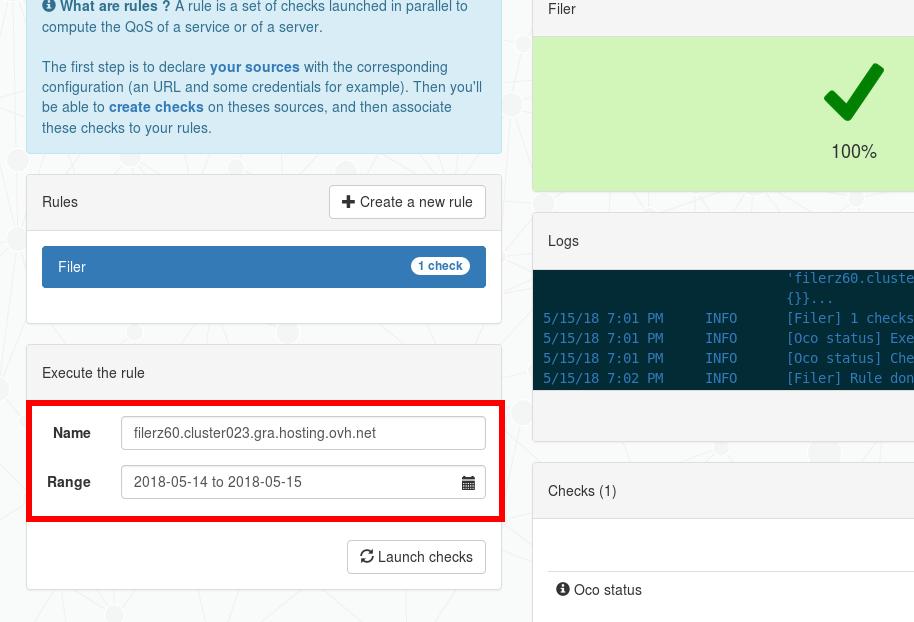 What are rules ? A rule is a set of checks launched in parallel to
compute the QoS of a service or of a server.
The first step is to declare your sources with the corresponding
configuration (an URL and some credentials for example). Then you'll
be able to create checks on theses sources, and then associate
these checks to your rules.
Rules
Create a new rule
Filer
1 check
Execute the rule
Name
filerz60.cluster023.gra.hosting.ovh.net
Range
2018-05-14 to 2018-05-15
Launch checks
Filer
100%
Logs
'filerz60.cluste
{}}...
5/15/18 7:01 PM INFO [Filer] 1 checks
5/15/18 7:01 PM INFO [Oco status] Exe
5/15/18 7:01 PM INFO [Oco status] Che
5/15/18 7:02 PM INFO [Filer] Rule don
Checks (1)
Oco status